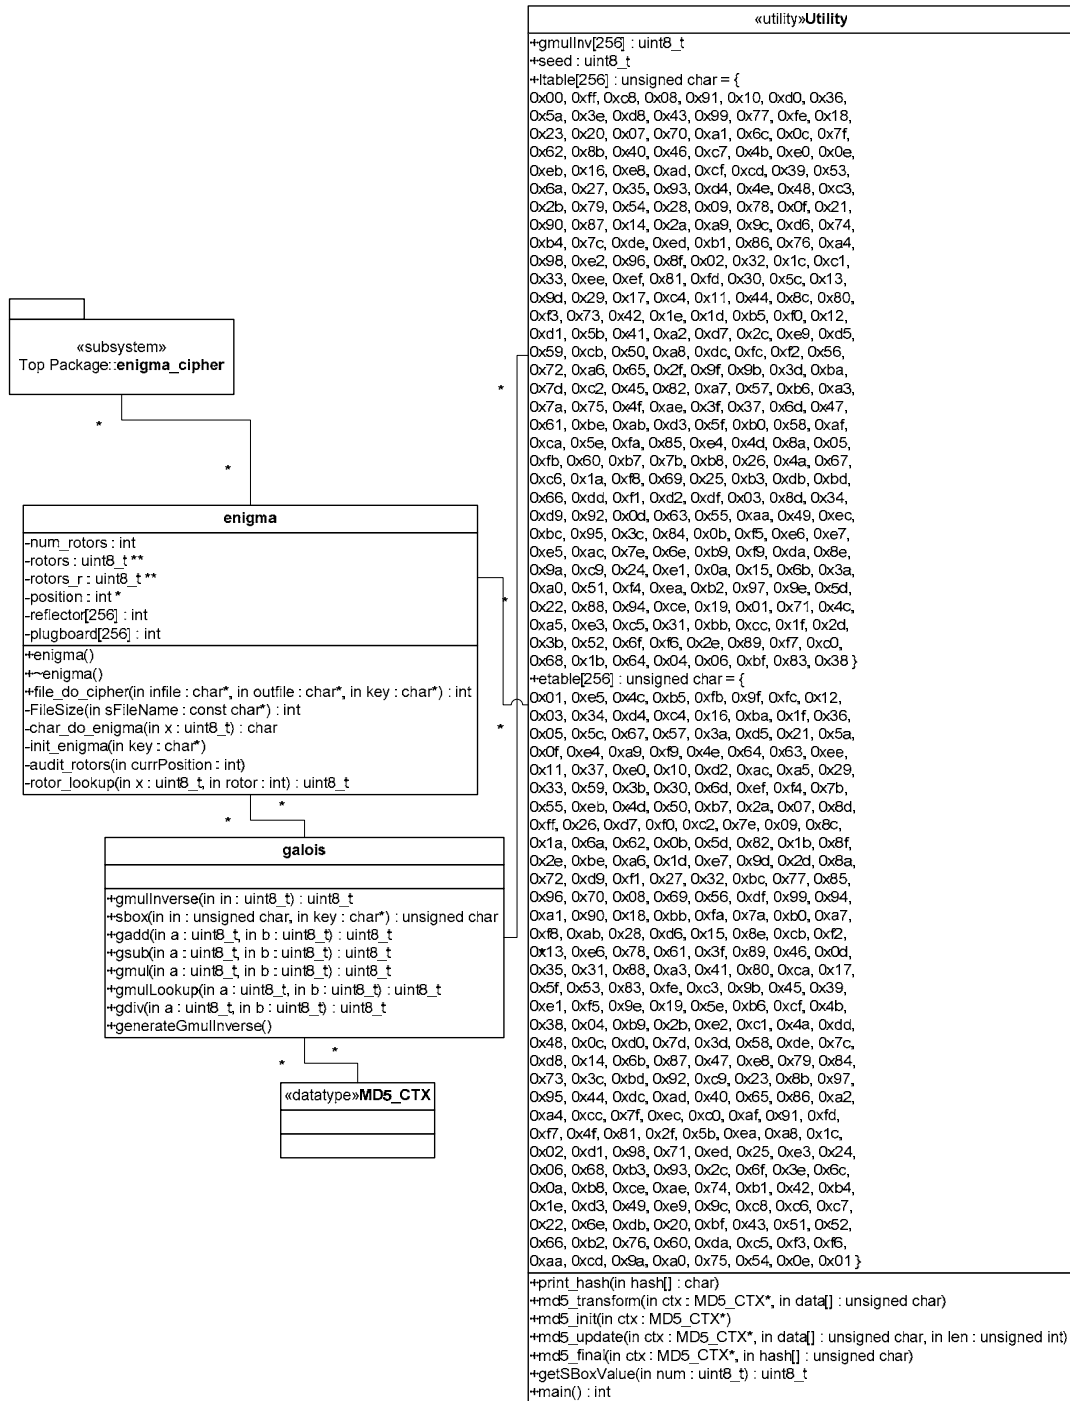 «utility»Utility
+gmulInv[256] : uint8_t
+seed : uint8_t
+ltable[256] : unsigned char = {
0x00, 0xff, 0xc8, 0x08, 0x91, 0x10, 0xd0, 0x36,
0x5a, 0x3e, 0xd8, 0x43, 0x99, 0x77, 0xfe, 0x18,
0x23, 0x20, 0x07, 0x70, 0xa1, 0x6c, 0x0c, 0x7f,
0x62, 0x8b, 0x40, 0x46, 0xc7, 0x4b, 0xe0, 0x0e,
0xeb, 0x16, 0xe8, 0xad, 0xcf, 0xcd, 0x39, 0x53,
0x6a, 0x27, 0x35, 0x93, 0xd4, 0x4e, 0x48, 0xc3,
0x2b, 0x79, 0x54, 0x28, 0x09, 0x78, 0x0f, 0x21,
0x90, 0x87, 0x14, 0x2a, 0xa9, 0x9c, 0xd6, 0x74,
0xb4, 0x7c, 0xde, 0xed, 0xb1, 0x86, 0x76, 0xa4,
0x98, 0xe2, 0x96, 0x8f, 0x02, 0x32, 0x1c, 0xc1,
0x33, 0xee, 0xef, 0x81, 0xfd, 0x30, 0x5c, 0x13,
0x9d, 0x29, 0x17, 0xc4, 0x11, 0x44, 0x8c, 0x80,
0xf3, 0x73, 0x42, 0x1e, 0x1d, 0xb5, 0xf0, 0x12,
0xd1, 0x5b, 0x41, 0xa2, 0xd7, 0x2c, 0xe9, 0xd5,
0x59, 0xcb, 0x50, 0xa8, 0xdc, 0xfc, 0xf2, 0x56,
0x72, 0xa6, 0x65, 0x2f, 0x9f, 0x9b, 0x3d, 0xba,
0x7d, 0xc2, 0x45, 0x82, 0xa7, 0x57, 0xb6, 0xa3,
0x7a, 0x75, 0x4f, 0xae, 0x3f, 0x37, 0x6d, 0x47,
0x61, 0xbe, 0xab, 0xd3, 0x5f, 0xb0, 0x58, 0xaf,
0xca, 0x5e, 0xfa, 0x85, 0xe4, 0x4d, 0x8a, 0x05,
0xfb, 0x60, 0xb7, 0x7b, 0xb8, 0x26, 0x4a, 0x67,
0xc6, 0x1a, 0xf8, 0x69, 0x25, 0xb3, 0xdb, 0xbd,
0x66, 0xdd, 0xf1, 0xd2, 0xdf, 0x03, 0x8d, 0x34,
0xd9, 0x92, 0x0d, 0x63, 0x55, 0xaa, 0x49, 0xec,
0xbc, 0x95, 0x3c, 0x84, 0x0b, 0xf5, 0xe6, 0xe7,
0xe5, 0xac, 0x7e, 0x6e, 0xb9, 0xf9, 0xda, 0x8e,
0x9a, 0xc9, 0x24, 0xe1, 0x0a, 0x15, 0x6b, 0x3a,
0xa0, 0x51, 0xf4, 0xea, 0xb2, 0x97, 0x9e, 0x5d,
0x22, 0x88, 0x94, 0xce, 0x19, 0x01, 0x71, 0x4c,
0xa5, 0xe3, 0xc5, 0x31, 0xbb, 0xcc, 0x1f, 0x2d,
0x3b, 0x52, 0x6f, 0xf6, 0x2e, 0x89, 0xf7, 0xc0,
0x68, 0x1b, 0x64, 0x04, 0x06, 0xbf, 0x83, 0x38 }
+etable[256] : unsigned char = {
0x01, 0xe5, 0x4c, 0xb5, 0xfb, 0x9f, 0xfc, 0x12,
0x03, 0x34, 0xd4, 0xc4, 0x16, 0xba, 0x1f, 0x36,
0x05, 0x5c, 0x67, 0x57, 0x3a, 0xd5, 0x21, 0x5a,
0x0f, 0xe4, 0xa9, 0xf9, 0x4e, 0x64, 0x63, 0xee,
0x11, 0x37, 0xe0, 0x10, 0xd2, 0xac, 0xa5, 0x29,
0x33, 0x59, 0x3b, 0x30, 0x6d, 0xef, 0xf4, 0x7b,
0x55, 0xeb, 0x4d, 0x50, 0xb7, 0x2a, 0x07, 0x8d,
0xff, 0x26, 0xd7, 0xf0, 0xc2, 0x7e, 0x09, 0x8c,
0x1a, 0x6a, 0x62, 0x0b, 0x5d, 0x82, 0x1b, 0x8f,
0x2e, 0xbe, 0xa6, 0x1d, 0xe7, 0x9d, 0x2d, 0x8a,
0x72, 0xd9, 0xf1, 0x27, 0x32, 0xbc, 0x77, 0x85,
0x96, 0x70, 0x08, 0x69, 0x56, 0xdf, 0x99, 0x94,
0xa1, 0x90, 0x18, 0xbb, 0xfa, 0x7a, 0xb0, 0xa7,
0xf8, 0xab, 0x28, 0xd6, 0x15, 0x8e, 0xcb, 0xf2,
0x13, 0xe6, 0x78, 0x61, 0x3f, 0x89, 0x46, 0x0d,
0x35, 0x31, 0x88, 0xa3, 0x41, 0x80, 0xca, 0x17,
0x5f, 0x53, 0x83, 0xfe, 0xc3, 0x9b, 0x45, 0x39,
0xe1, 0xf5, 0x9e, 0x19, 0x5e, 0xb6, 0xcf, 0x4b,
0x38, 0x04, 0xb9, 0x2b, 0xe2, 0xc1, 0x4a, 0xdd,
0x48, 0x0c, 0xd0, 0x7d, 0x3d, 0x58, 0xde, 0x7c,
0xd8, 0x14, 0x6b, 0x87, 0x47, 0xe8, 0x79, 0x84,
0x73, 0x3c, 0xbd, 0x92, 0xc9, 0x23, 0x8b, 0x97,
0x95, 0x44, 0xdc, 0xad, 0x40, 0x65, 0x86, 0xa2,
0xa4, 0xcc, 0x7f, 0xec, 0xc0, 0xaf, 0x91, 0xfd,
0xf7, 0x4f, 0x81, 0x2f, 0x5b, 0xea, 0xa8, 0x1c,
0x02, 0xd1, 0x98, 0x71, 0xed, 0x25, 0xe3, 0x24,
0x06, 0x68, 0xb3, 0x93, 0x2c, 0x6f, 0x3e, 0x6c,
0x0a, 0xb8, 0xce, 0xae, 0x74, 0xb1, 0x42, 0xb4,
0x1e, 0xd3, 0x49, 0xe9, 0x9c, 0xc8, 0xc6, 0xc7,
0x22, 0x6e, 0xdb, 0x20, 0xbf, 0x43, 0x51, 0x52,
0x66, 0xb2, 0x76, 0x60, 0xda, 0xc5, 0xf3, 0xf6,
0xaa, 0xcd, 0x9a, 0xa0, 0x75, 0x54, 0x0e, 0x01 }
+print_hash(in hash[] : char)
+md5_transform(in ctx : MD5_CTX*, in data[] : unsigned char)
+md5_init(in ctx : MD5_CTX*)
+md5_update(in ctx : MD5_CTX*, in data[] : unsigned char, in len : unsigned int)
+md5_final(in ctx : MD5_CTX*, in hash[] : unsigned char)
+getSBoxValue(in num : uint8_t) : uint8_t
+main() : int
«subsystem»
Top Package::enigma_cipher
*
*
enigma
-num_rotors : int
-rotors : uint8_t **
-rotors_r : uint8_t **
-position : int *
-reflector[256] : int
-plugboard[256] : int
+enigma()
+~enigma()
+file_do_cipher(in infile : char*, in outfile : char*, in key : char*) : int
-FileSize(in sFileName : const char*) : int
-char_do_enigma(in x : uint8_t) : char
-init_enigma(in key : char*)
-audit_rotors(in currPosition : int)
-rotor_lookup(in x : uint8_t, in rotor : int) : uint8_t
*
*
*
*
*
*
galois
+gmulInverse(in in : uint8_t) : uint8_t
+sbox(in in : unsigned char, in key : char*) : unsigned char
+gadd(in a : uint8_t, in b : uint8_t) : uint8_t
+gsub(in a : uint8_t, in b : uint8_t) : uint8_t
+gmul(in a : uint8_t, in b : uint8_t) : uint8_t
+gmulLookup(in a : uint8_t, in b : uint8_t) : uint8_t
+gdiv(in a : uint8_t, in b : uint8_t) : uint8_t
+generateGmulInverse()
*
*
«datatype»MD5_CTX